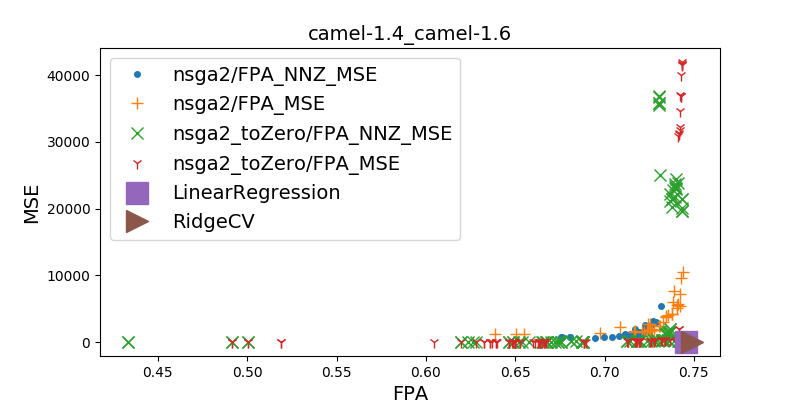 camel-1.4_camel-1.6
nsga2/FPA_NNZ_MSE
nsga2/FPA_MSE
nsga2_toZero/FPA_NNZ_MSE
nsga2_toZero/FPA_MSE
LinearRegression
RidgeCV
MSE
40000
30000
20000
10000
0
0.45 0.50 0.55 0.60 0.65 0.70 0.75
FPA